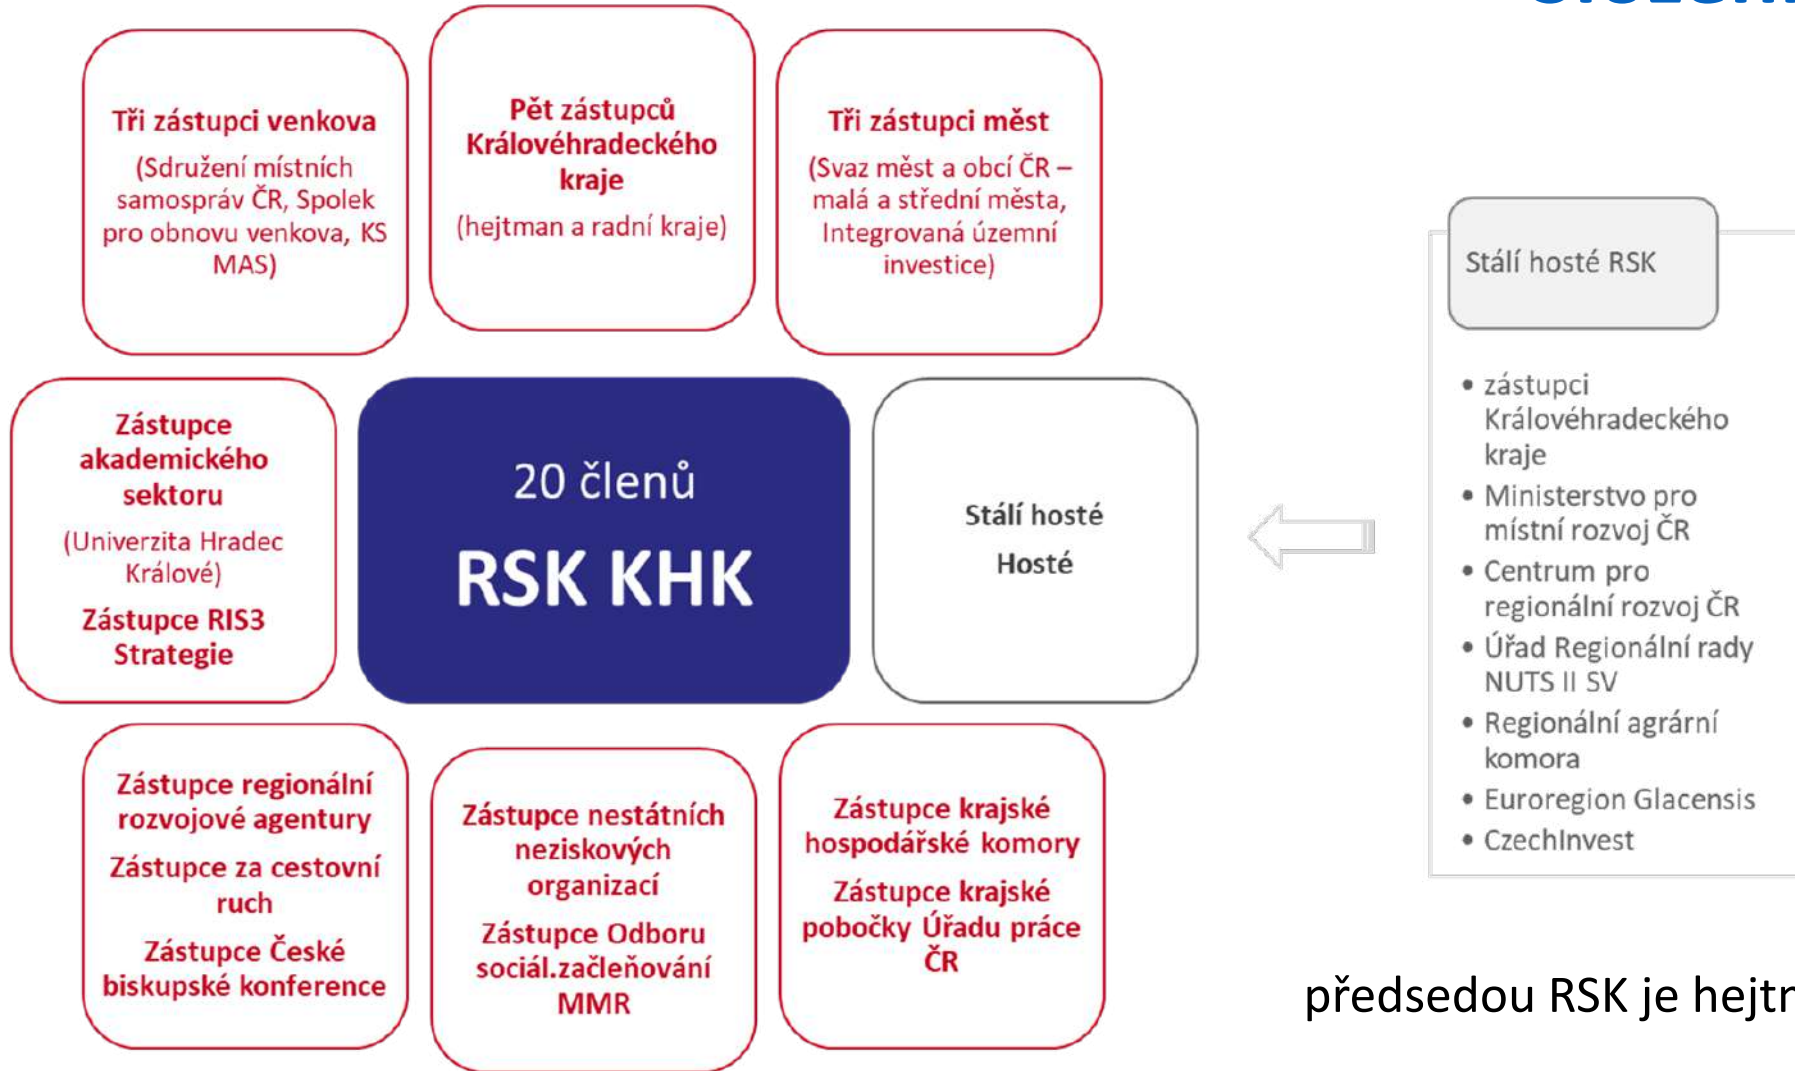 Tři zástupci venkova
(Sdružení místních
samospráv ČR, Spolek
pro obnovu venkova, KS
MAS)
Pět zástupců
Královéhradeckého
kraje
(hejtman a radní kraje)
Tři zástupci měst
(Svaz měst a obcí ČR –
malá a střední města,
Integrovaná územní
investice)
Zástupce
akademického
sektoru
(Univerzita Hradec
Králové)
Zástupce RIS3
Strategie
20 členů
RSK KHK
Stálí hosté
Hosté
Zástupce regionální
rozvojové agentury
Zástupce za cestovní
ruch
Zástupce České
biskupské konference
Zástupce nestátních
neziskových
organizací
Zástupce Odboru
sociál.začleňování
MMR
Zástupce krajské
hospodářské komory
Zástupce krajské
pobočky Úřadu práce
ČR
Stálí hosté RSK
• zástupci
Královéhradeckého
kraje
• Ministerstvo pro
místní rozvoj ČR
• Centrum pro
regionální rozvoj ČR
• Úřad Regionální rady
NUTS II SV
• Regionální agrární
komora
• Euroregion Glacensis
• CzechInvest
předsedou RSK je